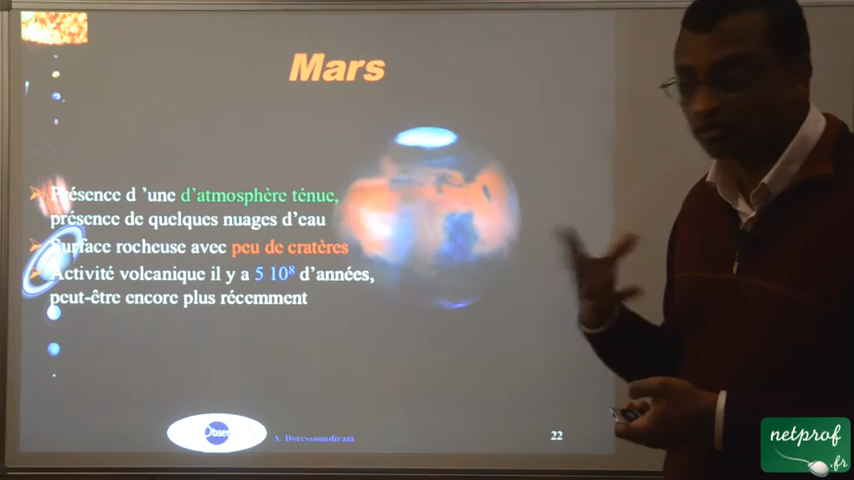 Mars
Présence d 'une d'atmosphère ténue,
présence de quelques nuages d'eau
Surface rocheuse avec peu de cratères
Activité volcanique il y a 5 10⁸ d'années,
peut-être encore plus récemment
A. Doressoundiram
22
netprof
.fr